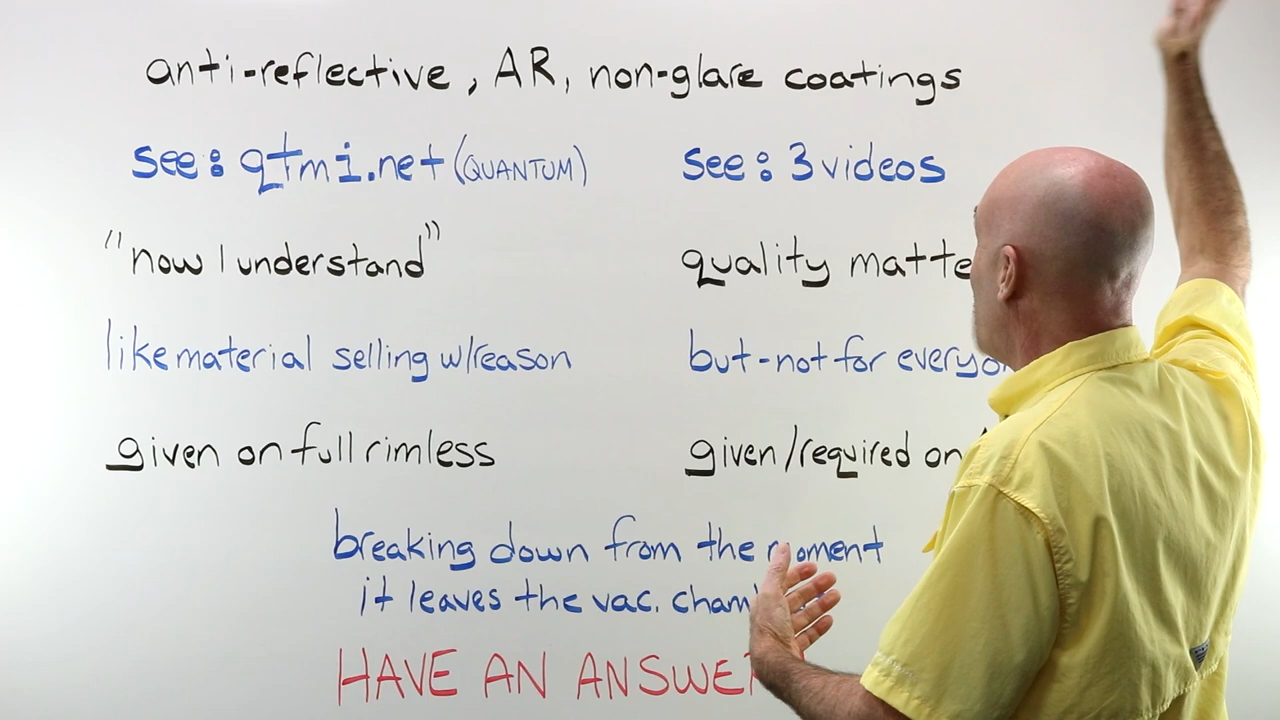 anti-reflective, AR, non-glare coatings
see: qtmi.net (QUANTUM)
see: 3 videos
"now I understand"
quality matte
like material selling w/reason
but-not for everyo
given on full rimless
given/required on
breaking down from the moment
it leaves the vac. cham
HAVE AN ANSWE